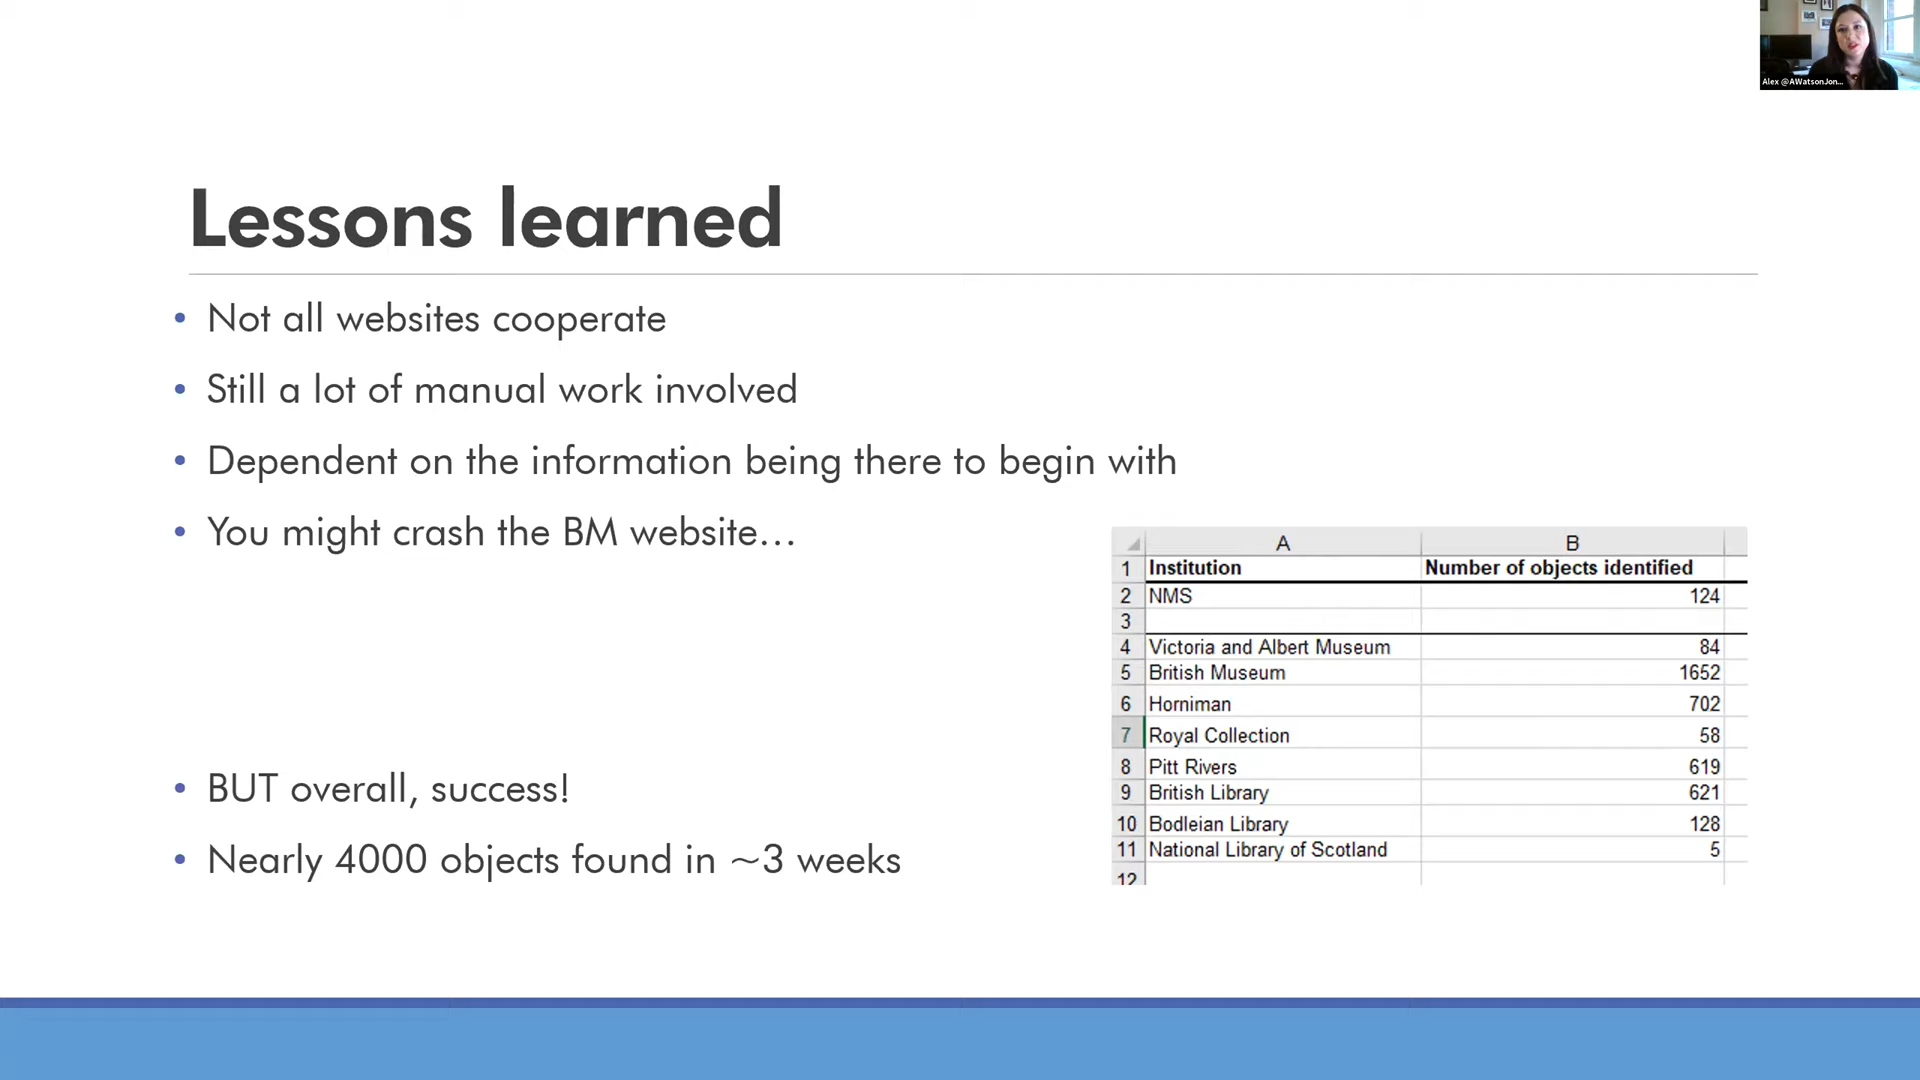 Alex @AWatsonJon...
Lessons learned
• Not all websites cooperate
• Still a lot of manual work involved
• Dependent on the information being there to begin with
• You might crash the BM website...
• BUT overall, success!
• Nearly 4000 objects found in ~3 weeks
A B
1 Institution Number of objects identified
2 NMS 124
3
4 Victoria and Albert Museum 84
5 British Museum 1652
6 Horniman 702
7 Royal Collection 58
8 Pitt Rivers 619
9 British Library 621
10 Bodleian Library 128
11 National Library of Scotland 5
12